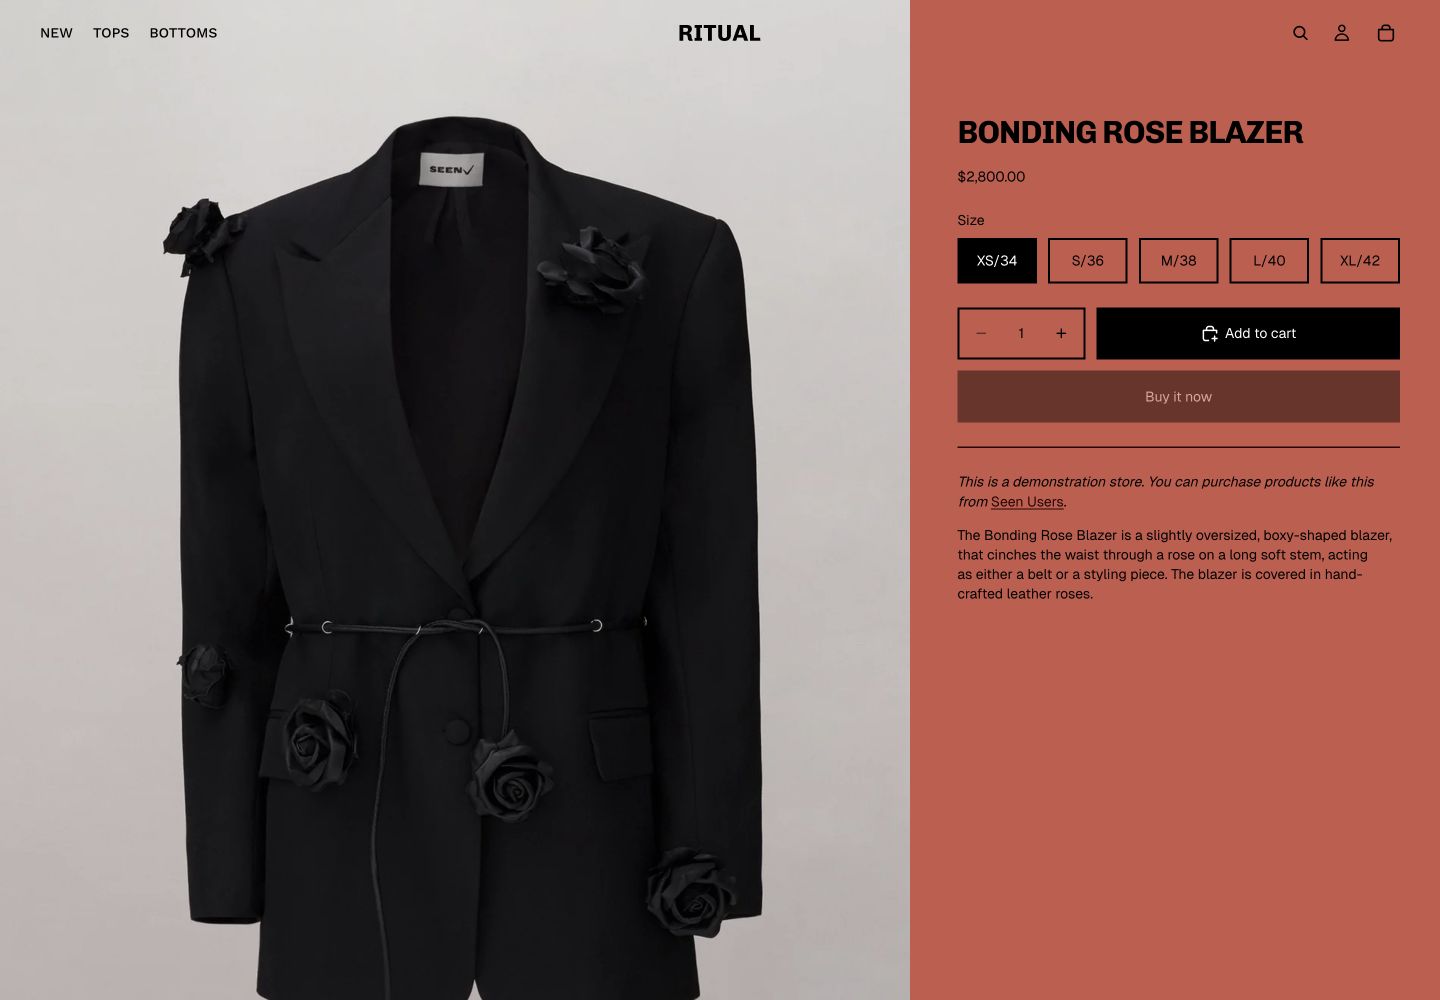 NEW TOPS BOTTOMS
RITUAL
SEEN
BONDING ROSE BLAZER
$2,800.00
Size
XS/34 S/36 M/38 L/40 XL/42
1
Add to cart
Buy it now
This is a demonstration store. You can purchase products like this
from Seen Users.
The Bonding Rose Blazer is a slightly oversized, boxy-shaped blazer,
that cinches the waist through a rose on a long soft stem, acting
as either a belt or a styling piece. The blazer is covered in hand-
crafted leather roses.